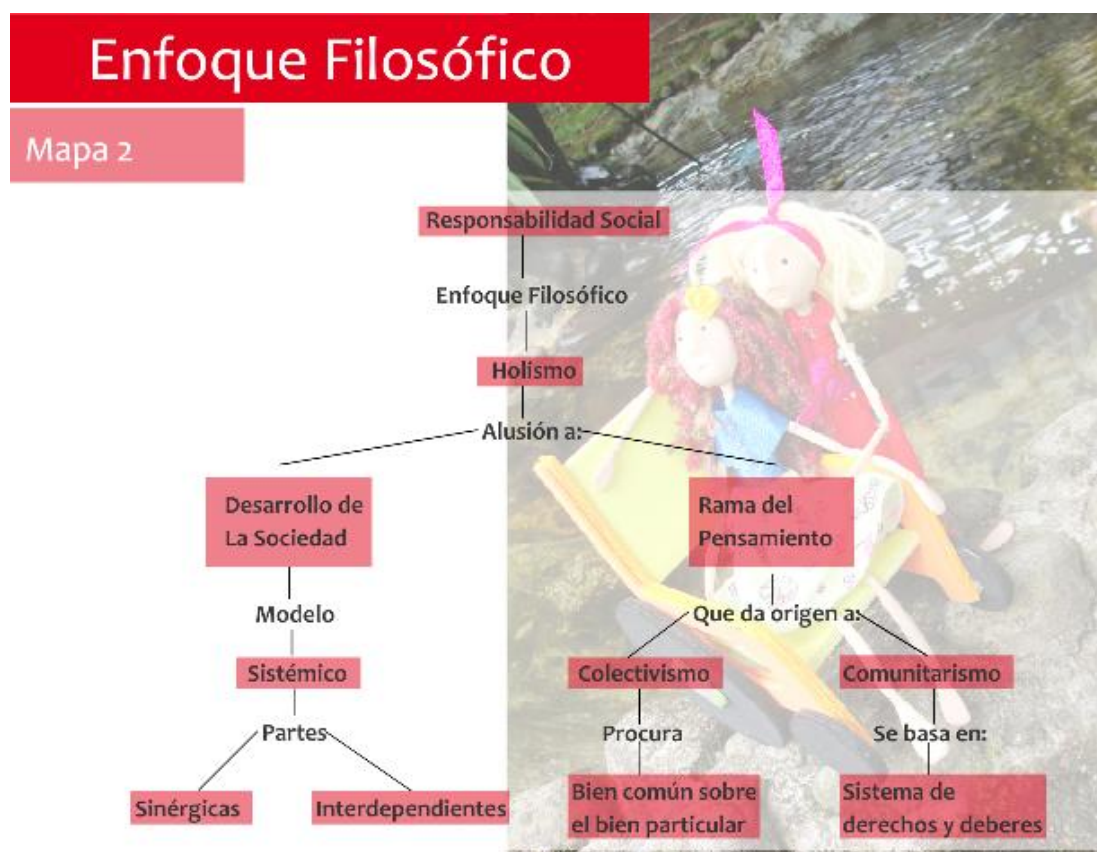 Enfoque Filosófico
Mapa 2
Responsabilidad Social
Enfoque Filosófico
Holismo
Alusión a:
Desarrollo de
La Sociedad
Rama del
Pensamiento
Modelo
Que da origen a:
Sistémico
Colectivismo
Comunitarismo
Partes
Procura
Se basa en:
Sinérgicas
Interdependientes
Bien común sobre
el bien particular
Sistema de
derechos y deberes